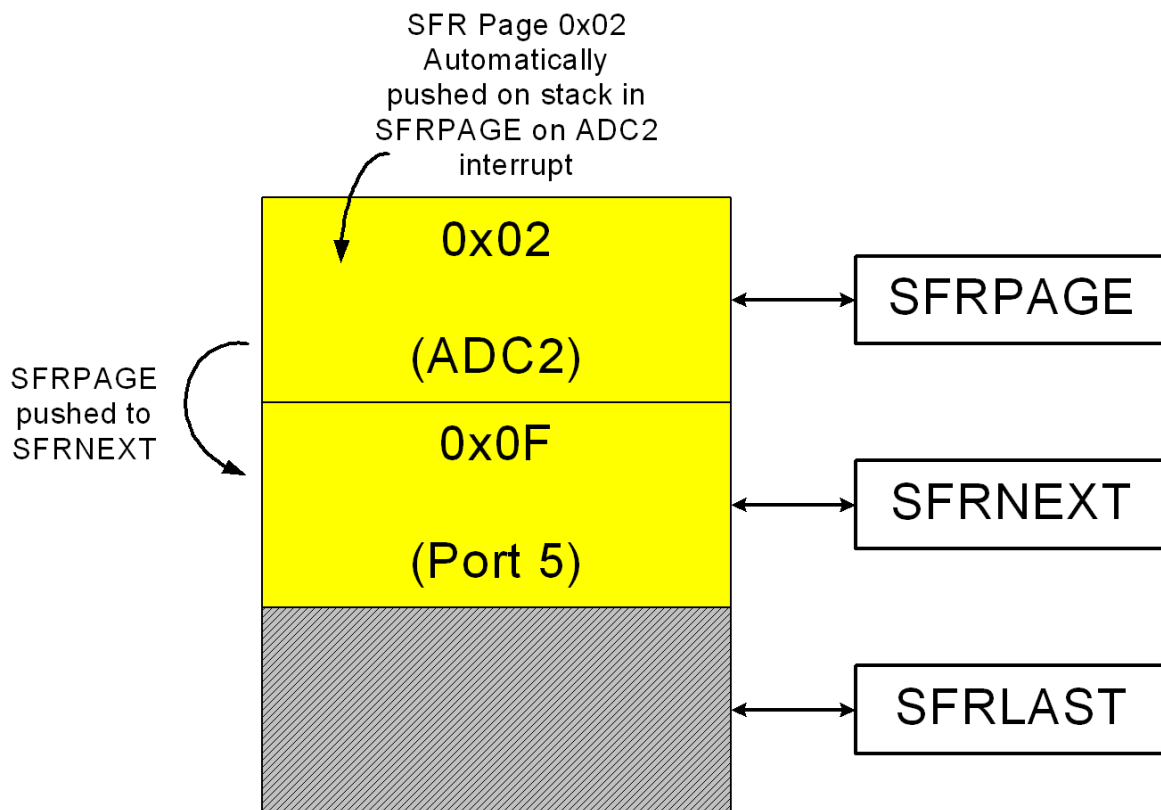 SFR Page 0x02
Automatically
pushed on stack in
SFRPAGE on ADC2
interrupt
0x02
(ADC2)
SFRPAGE
SFRPAGE
pushed to
SFRNEXT
0x0F
(Port 5)
SFRNEXT
SFRLAST